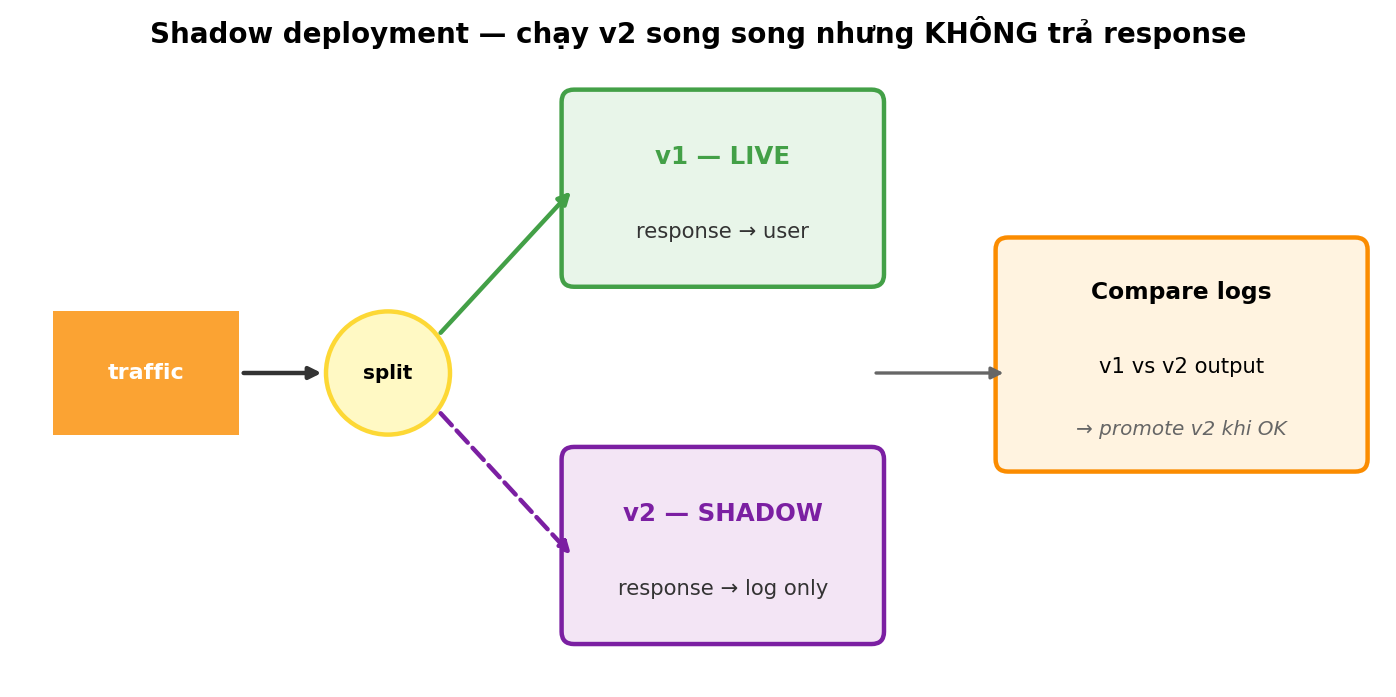 Shadow deployment — chạy v2 song song nhưng KHÔNG trả response
traffic
split
v1 — LIVE
response → user
v2 — SHADOW
response → log only
Compare logs
v1 vs v2 output
→ promote v2 khi OK